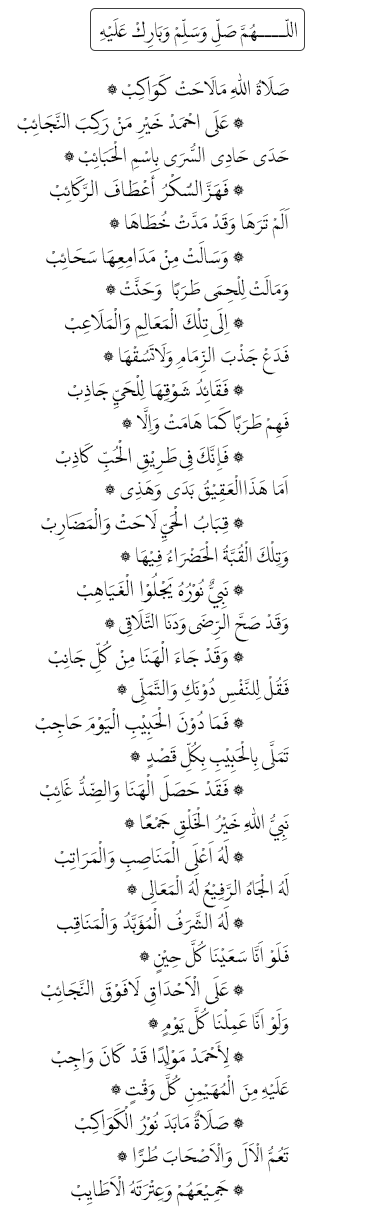 اللّـــهُمَّ صَلِّ وَسَلِّمْ وَبَارِكْ عَلَيْهِ
صَلَاةُ اللهِ مَالَاحَتْ كَوَاكِبْ ۞
۞ عَلَى احْمَدْ خَيْرِ مَنْ رَكِبَ النَّجَائِبْ
حَدَى حَادِى السُّرَى بِاسْمِ الْحَبَائِبْ ۞
۞ فَهَزَّ السُّكْرُ أَعْطَافَ الرَّكَائِبْ
اَلَمْ تَرَهَا وَقَدْ مَدَّتْ خُطَاهَا ۞
۞ وَسَالَتْ مِنْ مَدَامِعِهَا سَحَائِبْ
وَمَالَتْ لِلْحِمَى طَرَبًا وَحَنَّتْ ۞
۞ اِلَى تِلْكَ الْمَعَالِمِ وَالْمَلَاعِبْ
فَدَعْ جَذْبَ الزِّمَامِ وَلَاتَسُقْهَا ۞
۞ فَقَائِدُ شَوْقِهَا لِلْحَيِّ جَاذِبْ
فَهِمْ طَرَبًا كَمَا هَامَتْ وَاِلَّا ۞
۞ فَاِنَّكَ فِى طَرِيْقِ الْحُبِّ كَاذِبْ
اَمَا هَذَا الْعَقِيْقُ بَدَى وَهَذِى ۞
۞ قِبَابُ الْحَيِّ لَاحَتْ وَالْمَضَارِبْ
وَتِلْكَ الْقُبَّةُ الْخَضْرَاءُ فِيْهَا ۞
۞ نَبِيٌّ نُوْرُهُ يَجْلُوْا الْغَيَاهِبْ
وَقَدْ صَحَّ الرِّضَى وَدَنَا التَّلَاقِى ۞
۞ وَقَدْ جَاءَ الْهَنَا مِنْ كُلِّ جَانِبْ
فَقُلْ لِلنَّفْسِ دُوْنَكِ وَالتَّمَلِّى ۞
۞ فَمَا دُوْنَ الْحَبِيْبِ الْيَوْمَ حَاجِبْ
تَمَلَّى بِالْحَبِيْبِ بِكُلِّ قَصْدٍ ۞
۞ فَقَدْ حَصَلَ الْهَنَا وَالضِّدُّ غَائِبْ
نَبِيُّ اللهِ خَيْرُ الْخَلْقِ جَمْعًا ۞
۞ لَهُ اَعْلَى الْمَنَاصِبِ وَالْمَرَاتِبْ
لَهُ الْجَاهُ الرَّفِيْعُ لَهُ الْمَعَالِى ۞
۞ لَهُ الشَّرَفُ الْمُؤَبَّدُ وَالْمَنَاقِبِ
فَلَوْ اَنَّا سَعَيْنَا كُلَّ حِيْنٍ ۞
۞ عَلَى الْاَحْدَاقِ لَافَوْقَ النَّجَائِبْ
وَلَوْ اَنَّا عَمِلْنَا كُلَّ يَوْمٍ ۞
۞ لِأَحْمَدَ مَوْلِدًا قَدْ كَانَ وَاجِبْ
عَلَيْهِ مِنَ الْمُهَيْمِنِ كُلَّ وَقْتٍ ۞
۞ صَلَاةٌ مَابَدَ نُوْرُ الْكَوَاكِبْ
تَعُمُّ الْاَلَ وَالْاَصْحَابَ طُرًّا ۞
۞ جَمِيْعَهُمْ وَعِتْرَتَهُ الْاَطَايِبْ